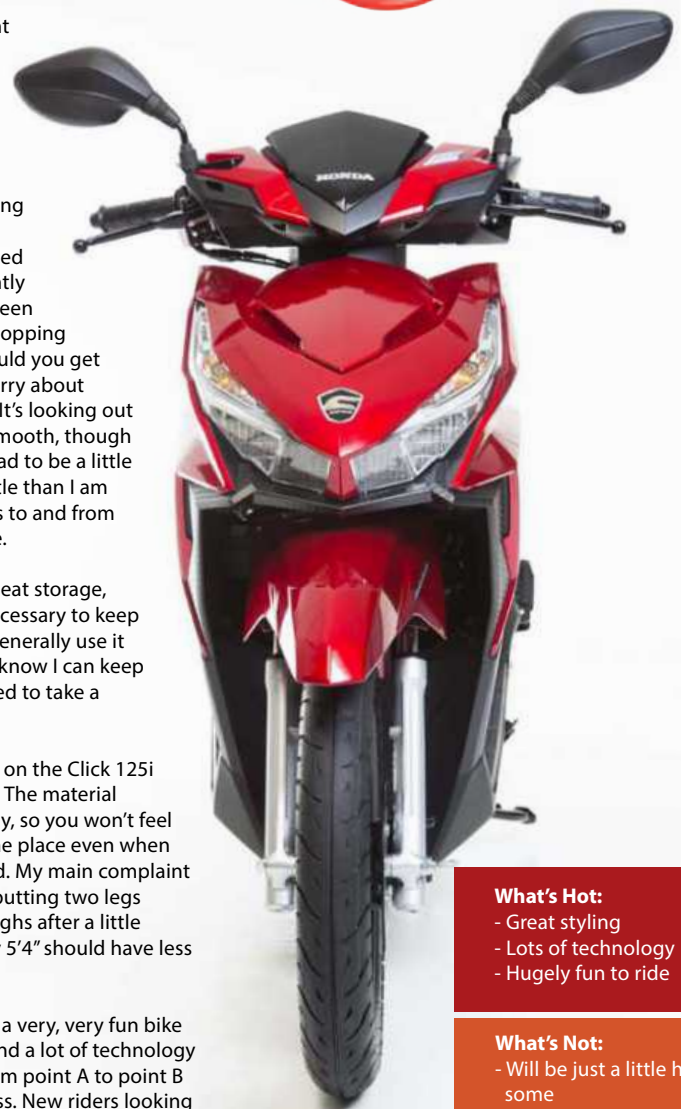 HONDA
ng
ed
tly
een
opping
uld you get
rry about
It’s looking out
mooth, though
ad to be a little
tle than I am
s to and from
e.
eat storage,
cessary to keep
enerally use it
know I can keep
ed to take a
on the Click 125i
The material
y, so you won’t feel
ne place even when
d. My main complaint
putting two legs
ghs after a little
5’4” should have less
a very, very fun bike
nd a lot of technology
m point A to point B
ss. New riders looking
What’s Hot:
- Great styling
- Lots of technology
- Hugely fun to ride
What’s Not:
- Will be just a little h
some